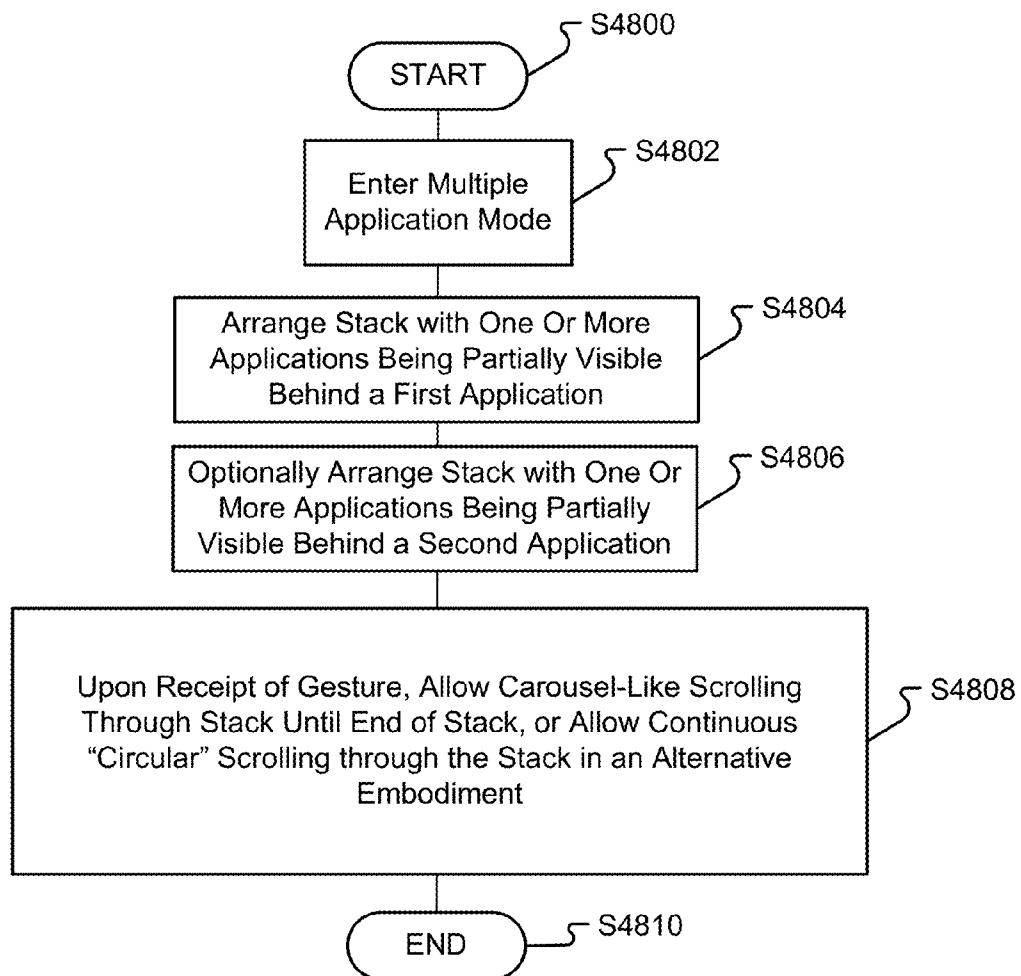 S4800
START
S4802
Enter Multiple
Application Mode
S4804
Arrange Stack with One Or More
Applications Being Partially Visible
Behind a First Application
S4806
Optionally Arrange Stack with One Or
More Applications Being Partially
Visible Behind a Second Application
S4808
Upon Receipt of Gesture, Allow Carousel-Like Scrolling
Through Stack Until End of Stack, or Allow Continuous
“Circular” Scrolling through the Stack in an Alternative
Embodiment
S4810
END